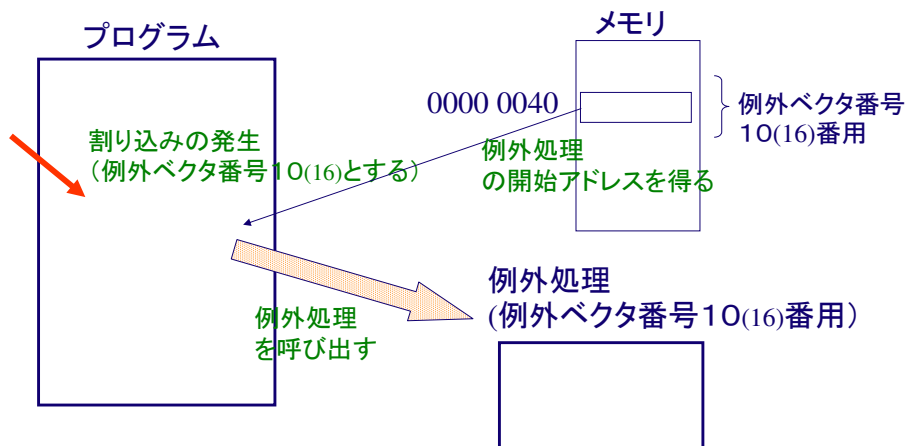 プログラム
メモリ
0000 0040
例外ベクタ番号
10(16)番用
割り込みの発生
（例外ベクタ番号10(16)とする）
例外処理
の開始アドレスを得る
例外処理
(例外ベクタ番号10(16)番用）
例外処理
を呼び出す